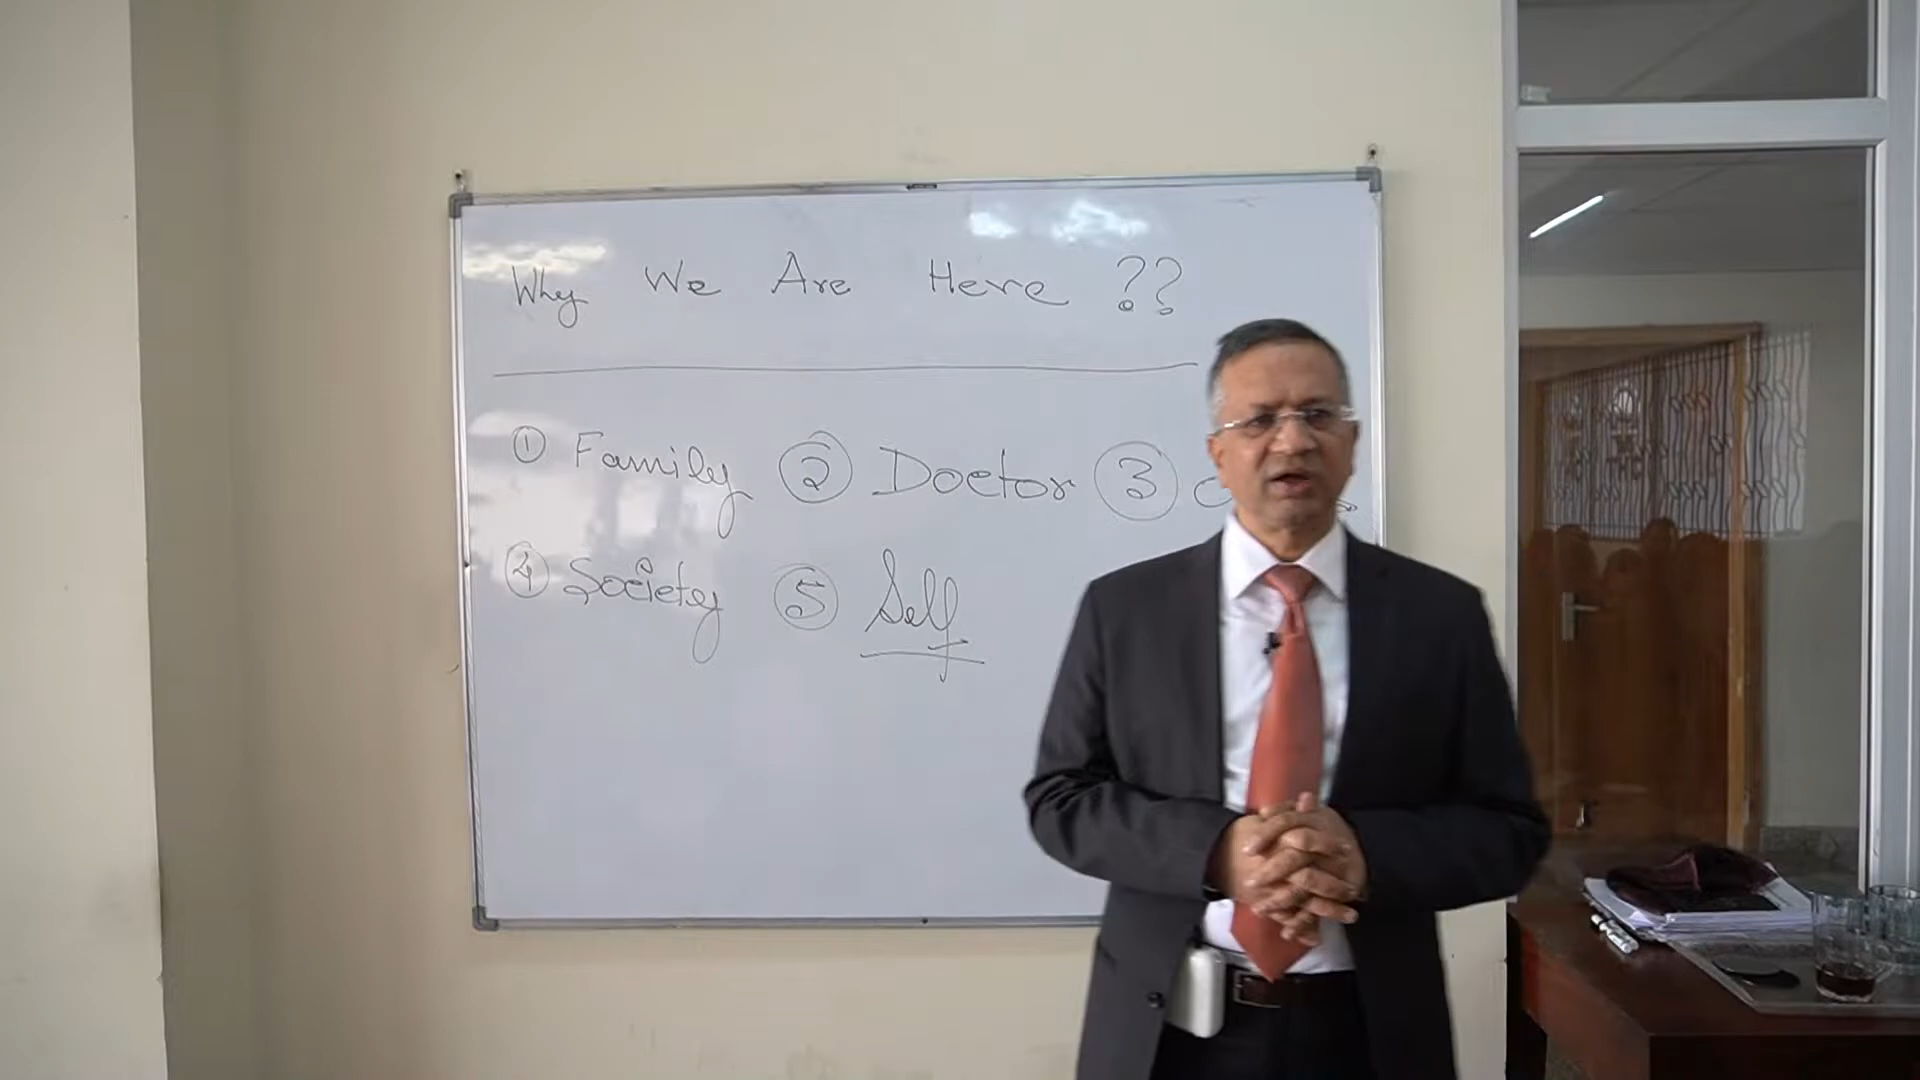 Why We Are Here ??
① Family ② Doctor ③
④ Society ⑤ Self